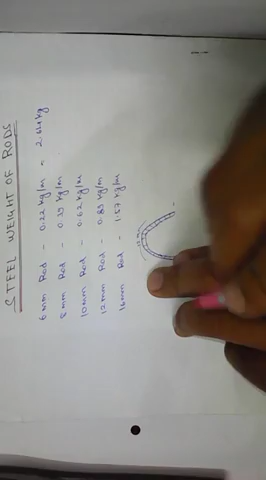 STEEL WEIGHT OF RODS
6mm Rod - 0.22 kg/m = 2.64 kg
8mm Rod - 0.39 kg/m
10mm Rod - 0.62 kg/m
12mm Rod - 0.89 kg/m
16mm Rod - 1.57 kg/m